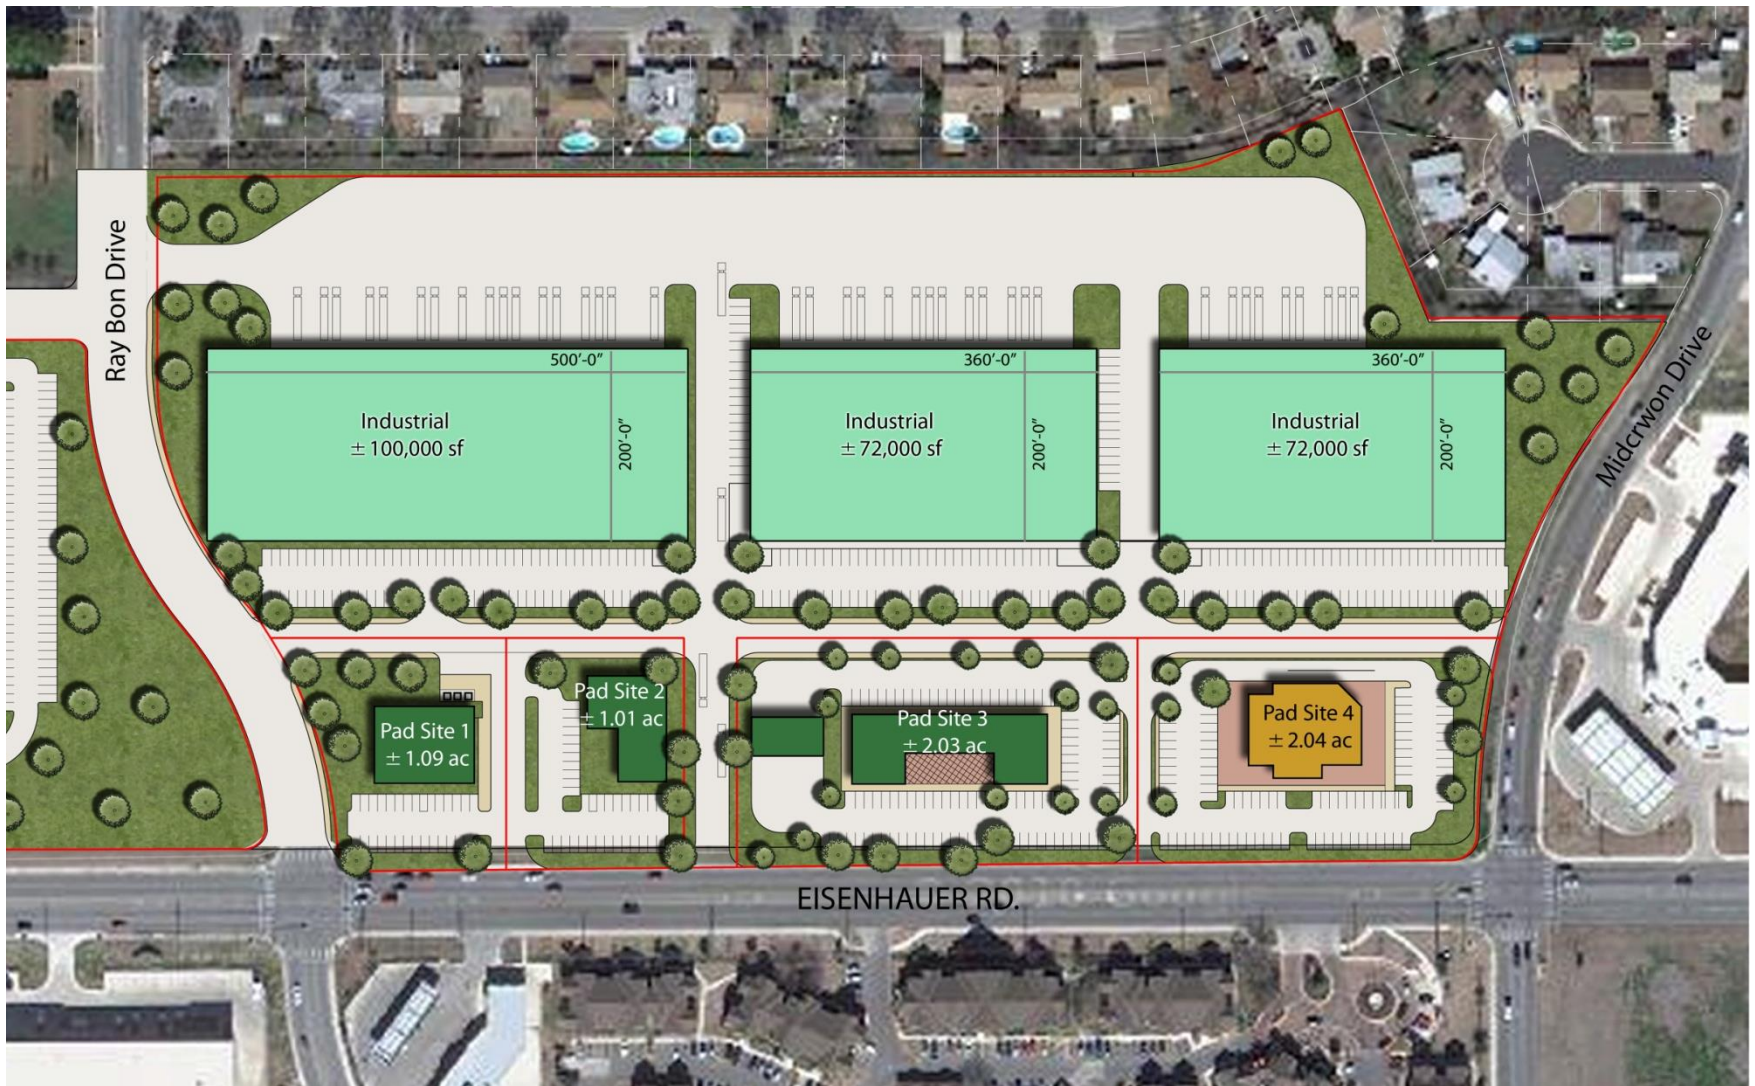 Ray Bon Drive
500'-0"
200'-0"
Industrial
± 100,000 sf
360'-0"
200'-0"
Industrial
± 72,000 sf
360'-0"
200'-0"
Industrial
± 72,000 sf
Midcrwon Drive
Pad Site 1
± 1.09 ac
Pad Site 2
± 1.01 ac
Pad Site 3
± 2.03 ac
Pad Site 4
± 2.04 ac
EISENHAUER RD.